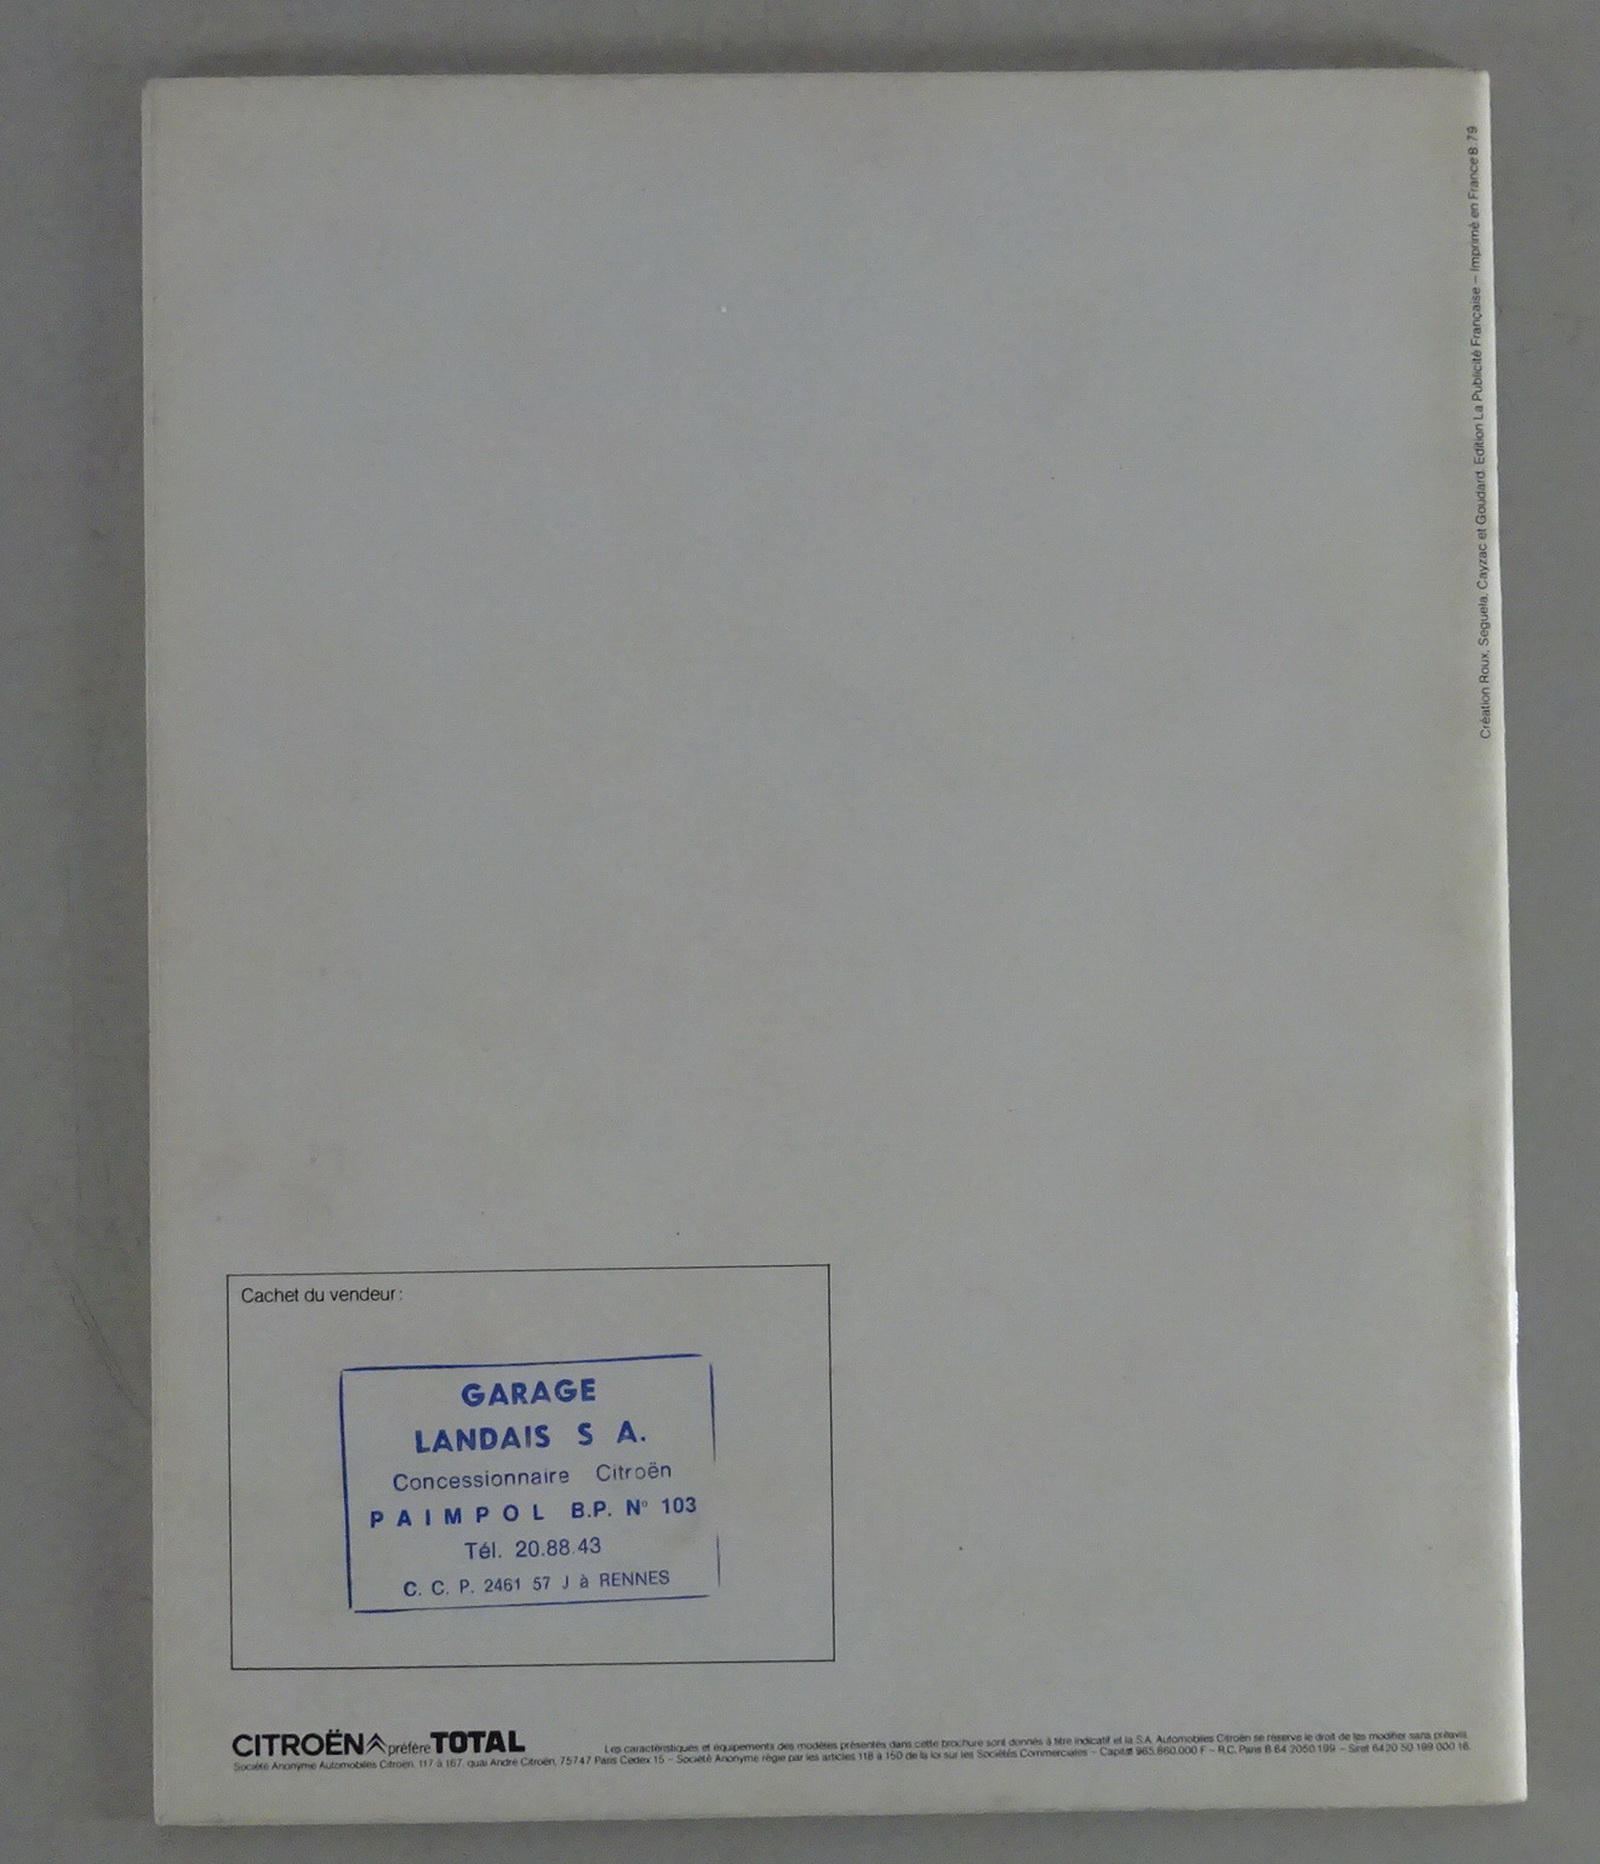 Création Roux, Seguela, Cayzac et Goudard. Edition La Publicité Française – Imprimé en France 8.79
Cachet du vendeur :
GARAGE
LANDAIS S A.
Concessionnaire Citroën
PAIMPOL B.P. N° 103
Tél. 20.88.43
C. C. P. 2461 57 J à RENNES
CITROËN préfère TOTAL
Les caractéristiques et équipements des modèles présentés dans cette brochure sont donnés à titre indicatif et la S.A. Automobiles Citroën se réserve le droit de les modifier sans préavis.
Société Anonyme Automobiles Citroën, 117 à 167, quai André Citroën, 75747 Paris Cedex 15 – Société Anonyme régie par les articles 118 à 150 de la loi sur les Sociétés Commerciales – Capital 965.860.000 F – R.C. Paris B 64 2050 199 – Siret 6420 50 199 000 16.